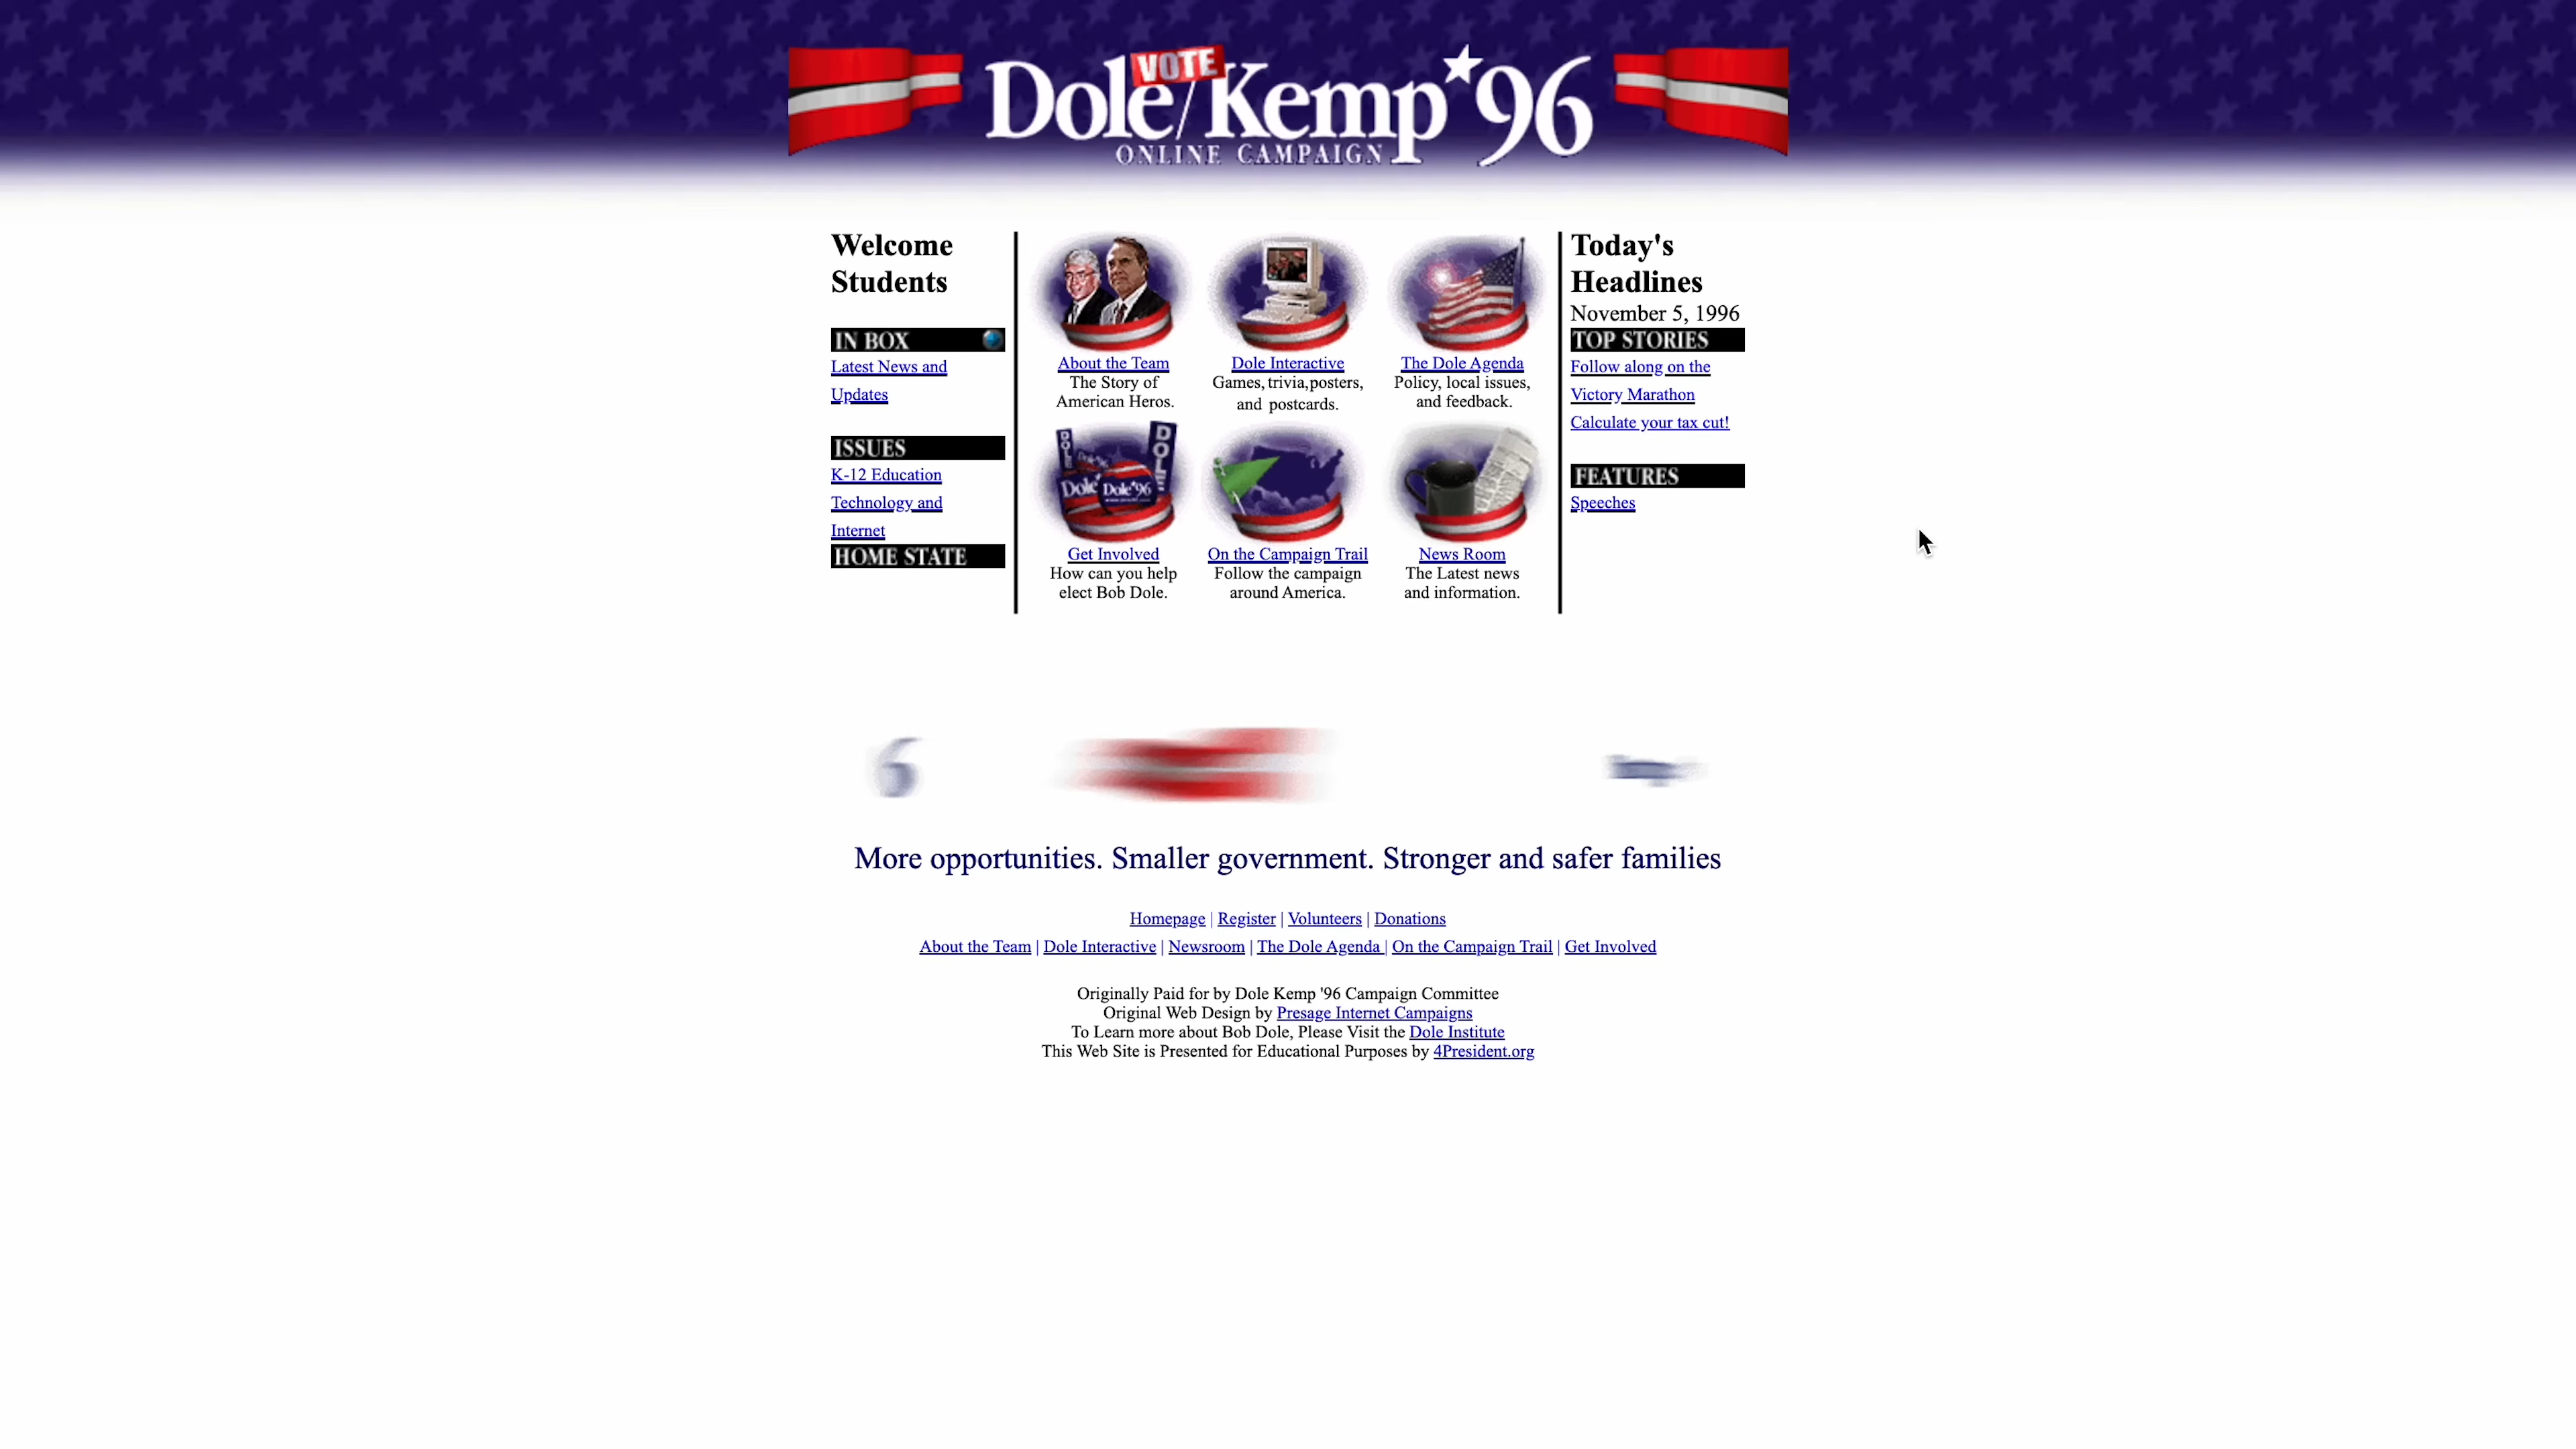 VOTE
Dole/Kemp '96
ONLINE CAMPAIGN
Welcome
Students
IN BOX
Latest News and
Updates
ISSUES
K-12 Education
Technology and
Internet
HOME STATE
About the Team
The Story of
American Heros.
Dole Interactive
Games, trivia,posters,
and postcards.
The Dole Agenda
Policy, local issues,
and feedback.
DOLE
DOLE
Dole'96
Dole'
Dole'96
Get Involved
How can you help
elect Bob Dole.
On the Campaign Trail
Follow the campaign
around America.
News Room
The Latest news
and information.
Today's
Headlines
November 5, 1996
TOP STORIES
Follow along on the
Victory Marathon
Calculate your tax cut!
FEATURES
Speeches
6
More opportunities. Smaller government. Stronger and safer families
Homepage | Register | Volunteers | Donations
About the Team | Dole Interactive | Newsroom | The Dole Agenda | On the Campaign Trail | Get Involved
Originally Paid for by Dole Kemp '96 Campaign Committee
Original Web Design by Presage Internet Campaigns
To Learn more about Bob Dole, Please Visit the Dole Institute
This Web Site is Presented for Educational Purposes by 4President.org